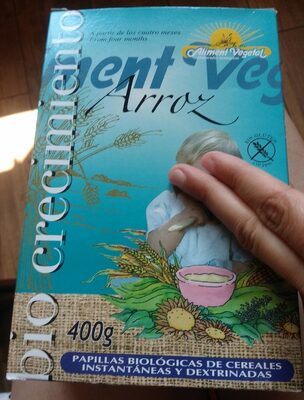 A partir de los cuatro meses
From four months
Aliment Vegetal
ment Veg
Arroz
bio crecimiento
SIN GLUTEN
400g
PAPILLAS BIOLÓGICAS DE CEREALES
INSTANTÁNEAS Y DEXTRINADAS